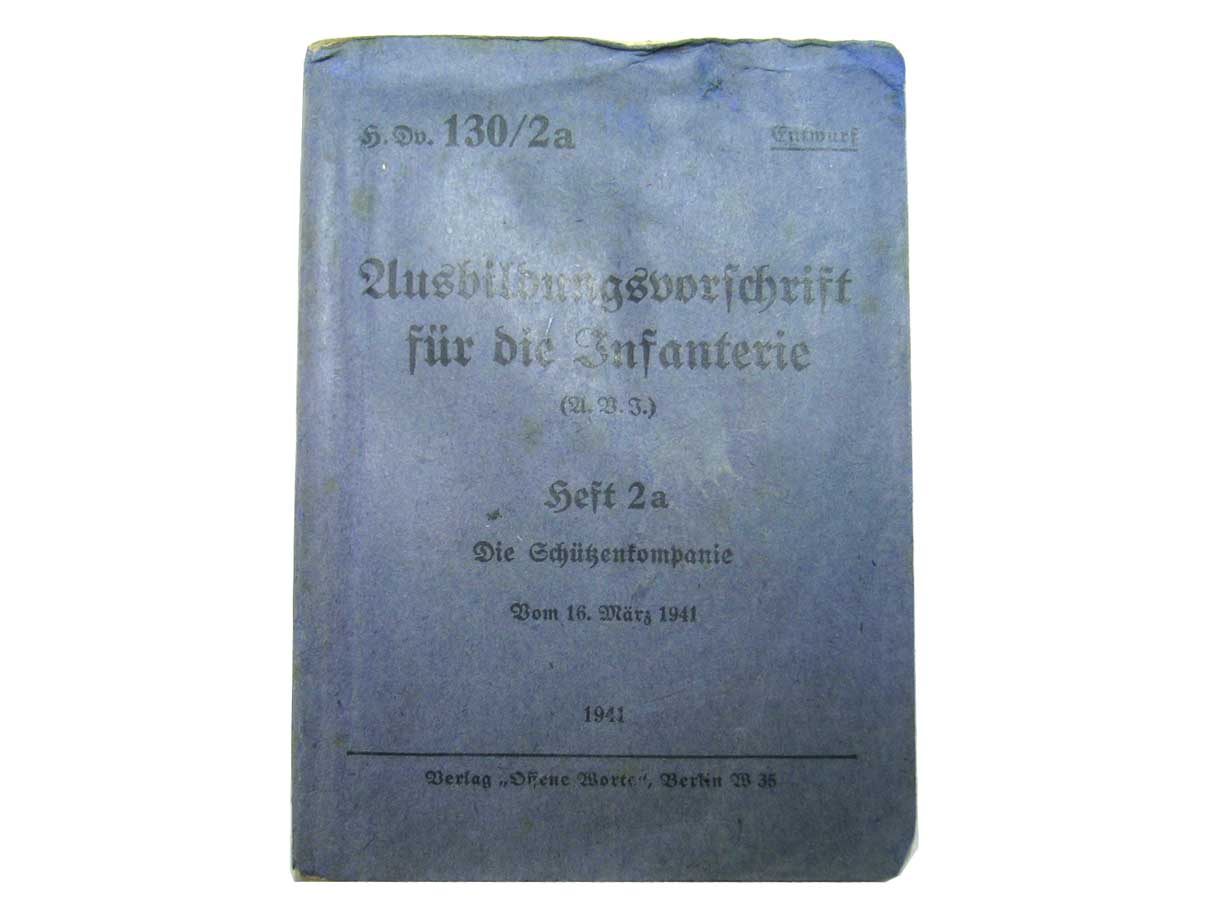 H. Dv. 130/2a
Entwurf
Ausbildungsvorschrift
für die Infanterie
(A. V. I.)
Heft 2a
Die Schützenkompanie
Vom 16. März 1941
1941
Verlag „Offene Worte“, Berlin W 35